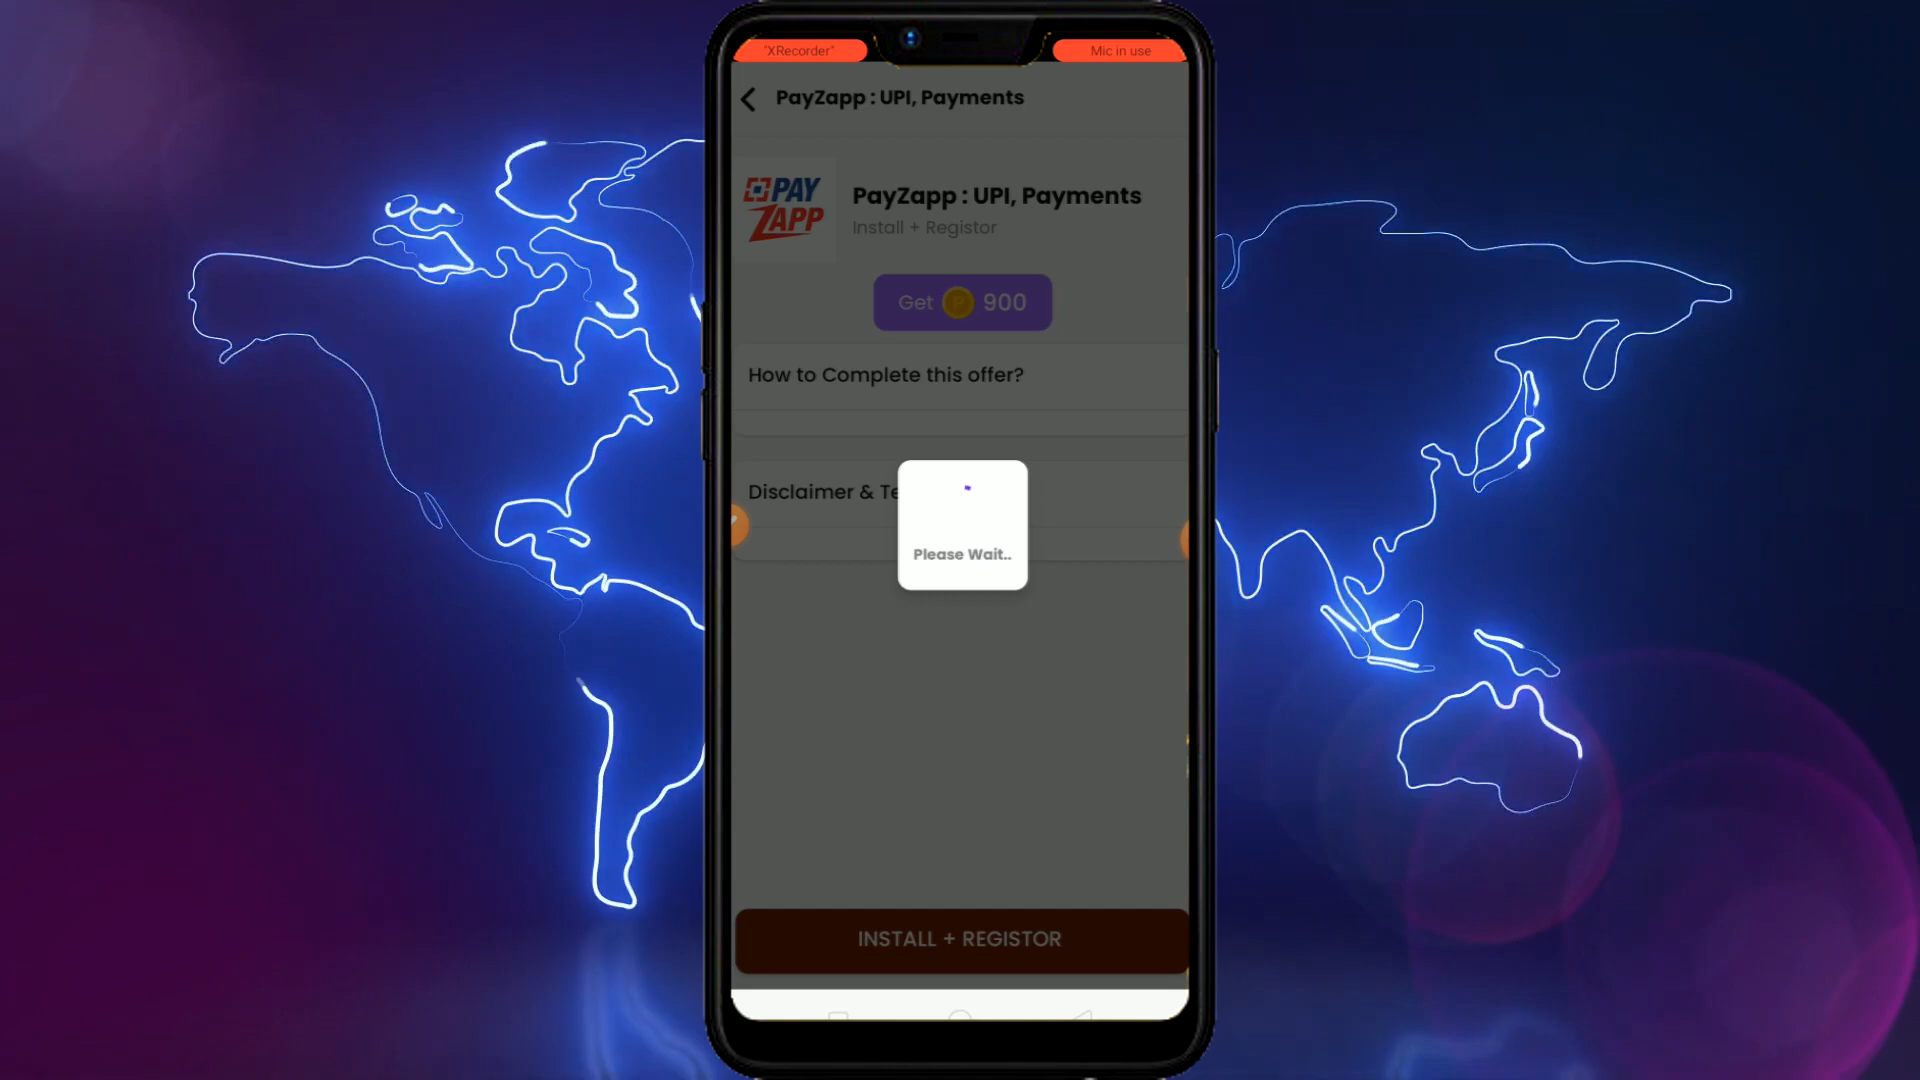 "XRecorder"
Mic in use
PayZapp : UPI, Payments
PAY
ZAPP
PayZapp : UPI, Payments
Install + Registor
Get P 900
How to Complete this offer?
Disclaimer & Te
Please Wait..
INSTALL + REGISTOR